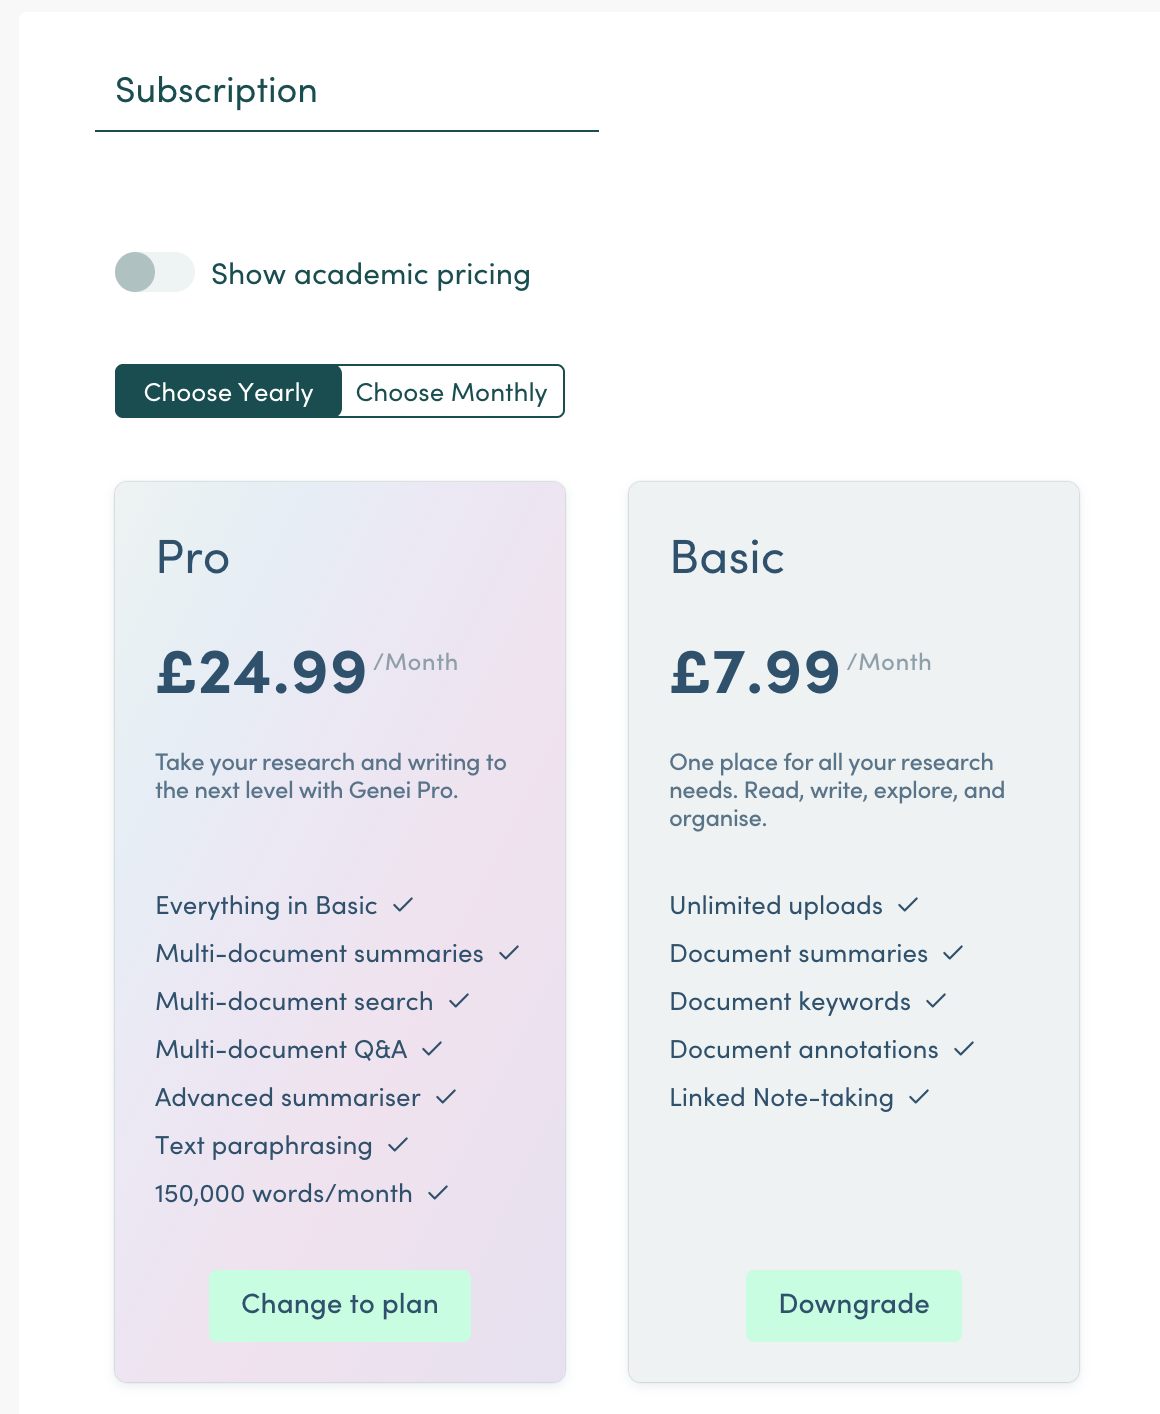 Subscription
Show academic pricing
Choose Yearly
Choose Monthly
Pro
£24.99 /Month
Take your research and writing to
the next level with Genei Pro.
Everything in Basic ✓
Multi-document summaries ✓
Multi-document search ✓
Multi-document Q&A ✓
Advanced summariser ✓
Text paraphrasing ✓
150,000 words/month ✓
Change to plan
Basic
£7.99 /Month
One place for all your research
needs. Read, write, explore, and
organise.
Unlimited uploads ✓
Document summaries ✓
Document keywords ✓
Document annotations ✓
Linked Note-taking ✓
Downgrade